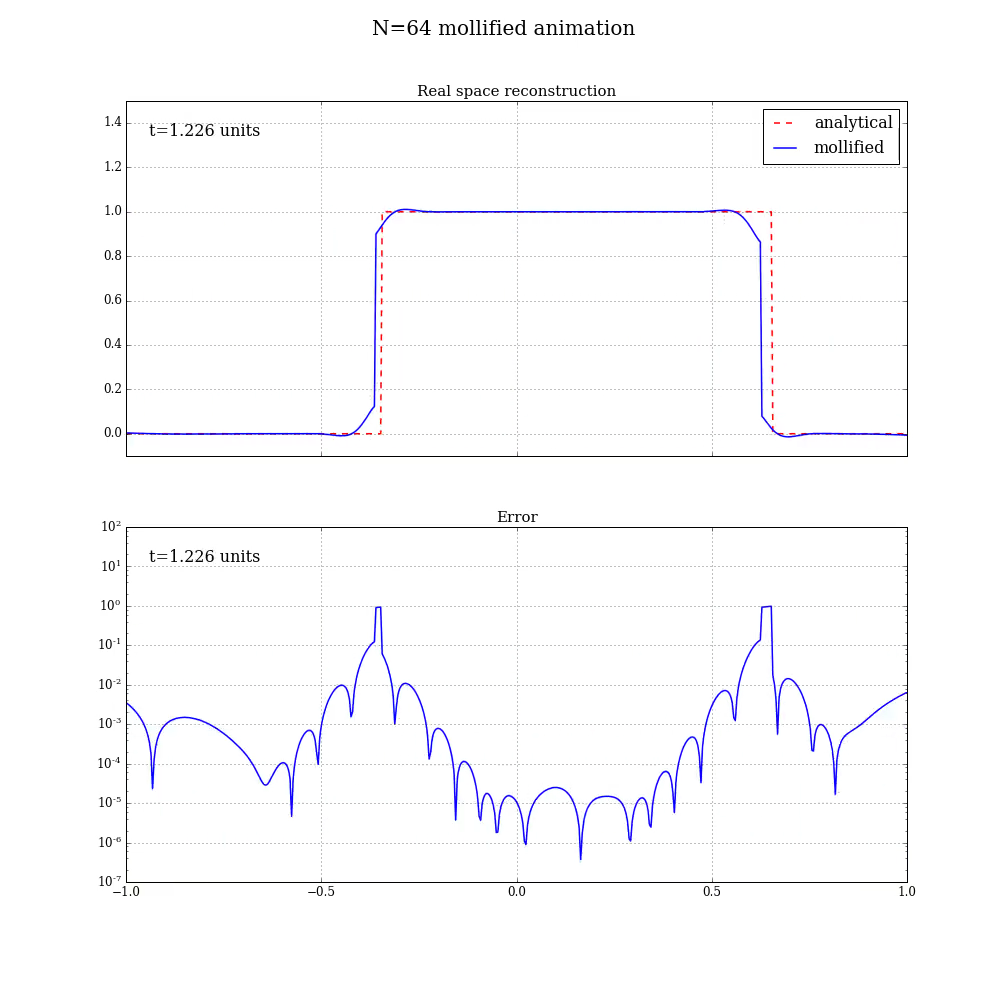 N=64 mollified animation
Real space reconstruction
t=1.226 units
analytical
mollified
1.4
1.2
1.0
0.8
0.6
0.4
0.2
0.0
Error
t=1.226 units
10²
10¹
10⁰
10⁻¹
10⁻²
10⁻³
10⁻⁴
10⁻⁵
10⁻⁶
10⁻⁷
−1.0 −0.5 0.0 0.5 1.0